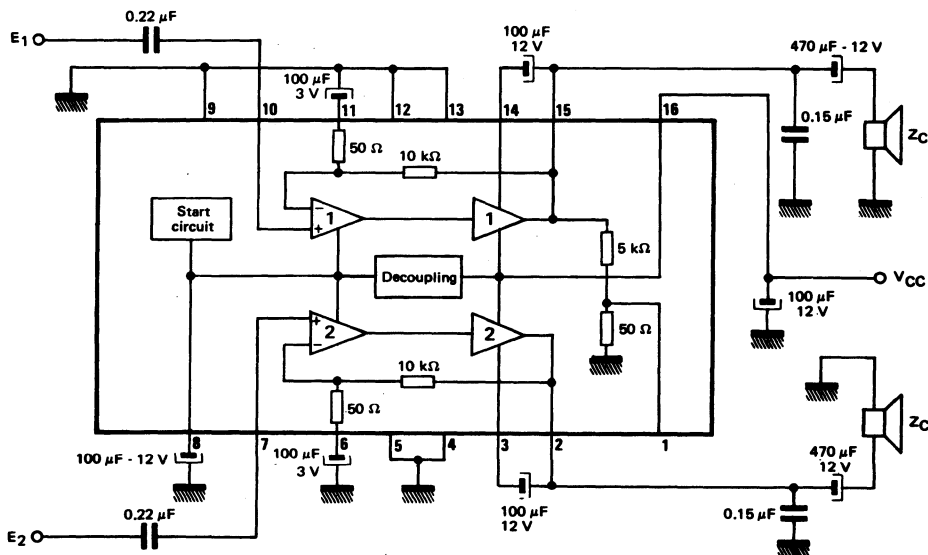 0.22 µF
E1
100 µF
12 V
470 µF - 12 V
100 µF
3 V
9
10
11
12
13
14
15
16
0.15 µF
ZC
50 Ω
10 kΩ
Start
circuit
−
+
1
1
5 kΩ
Decoupling
VCC
100 µF
12 V
+
−
2
2
50 Ω
10 kΩ
50 Ω
ZC
8
7
6
5
4
3
2
1
100 µF - 12 V
100 µF
3 V
470 µF
12 V
100 µF
12 V
0.15 µF
0.22 µF
E2